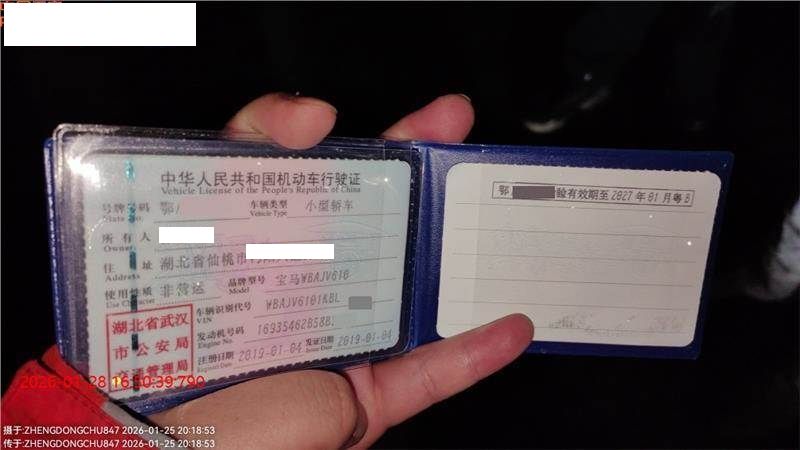 中华人民共和国机动车行驶证
Vehicle License of the People's Republic of China
号牌号码 鄂 车辆类型 小型轿车
Plate No. Vehicle Type
所有人
Owner
住址 湖北省仙桃市
Address
使用性质 非营运 品牌型号 宝马WBAJV610
Use Character Model
车辆识别代号 WBAJV6101KBL
VIN
发动机号码 16935462B58B
Engine No.
注册日期 2019-01-04 发证日期 2019-01-04
Register Date Issue Date
湖北省武汉
市公安局
交通管理局
鄂 验有效期至2027年01月粤B
2026-01-28 16:30:39.790
摄于:ZHENGDONGCHU847 2026-01-25 20:18:53
传于:ZHENGDONGCHU847 2026-01-25 20:18:53